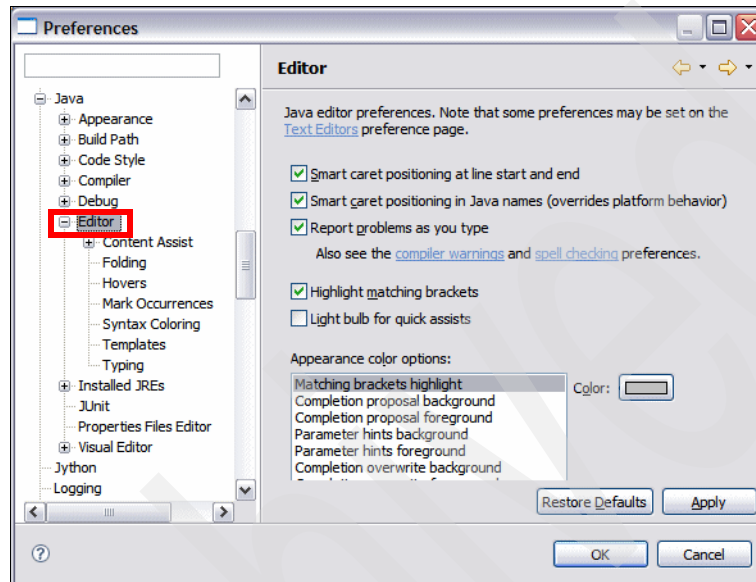 Preferences
Java
Appearance
Build Path
Code Style
Compiler
Debug
Editor
Content Assist
Folding
Hovers
Mark Occurrences
Syntax Coloring
Templates
Typing
Installed JREs
JUnit
Properties Files Editor
Visual Editor
Jython
Logging
Editor
Java editor preferences. Note that some preferences may be set on the
Text Editors preference page.
Smart caret positioning at line start and end
Smart caret positioning in Java names (overrides platform behavior)
Report problems as you type
Also see the compiler warnings and spell checking preferences.
Highlight matching brackets
Light bulb for quick assists
Appearance color options:
Matching brackets highlight
Completion proposal background
Completion proposal foreground
Parameter hints background
Parameter hints foreground
Completion overwrite background
Color:
Restore Defaults
Apply
OK
Cancel